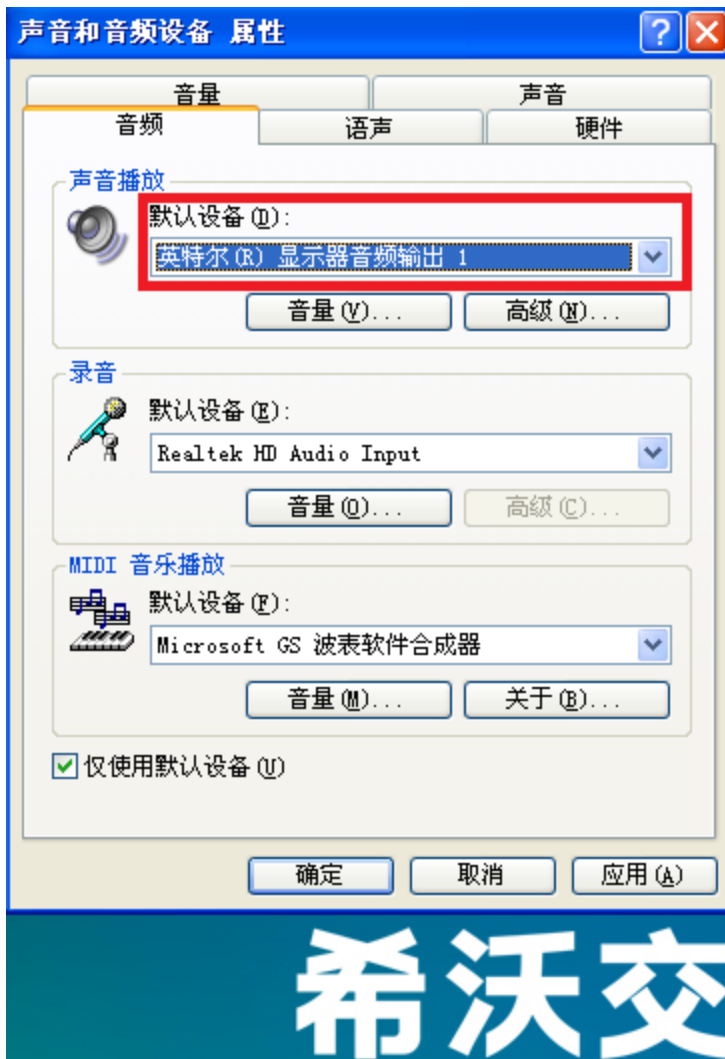 声音和音频设备 属性
音量
声音
音频
语声
硬件
声音播放
默认设备(D):
英特尔(R) 显示器音频输出 1
音量(V)...
高级(N)...
录音
默认设备(E):
Realtek HD Audio Input
音量(O)...
高级(C)...
MIDI 音乐播放
默认设备(F):
Microsoft GS 波表软件合成器
音量(M)...
关于(B)...
仅使用默认设备(U)
确定
取消
应用(A)
希沃交